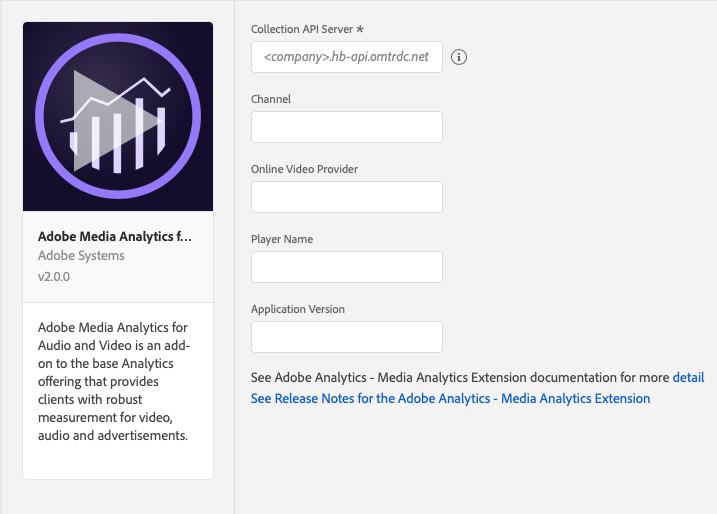 Adobe Media Analytics f...
Adobe Systems
v2.0.0
Adobe Media Analytics for
Audio and Video is an add-
on to the base Analytics
offering that provides
clients with robust
measurement for video,
audio and advertisements.
Collection API Server *
<company>.hb-api.omtrdc.net
Channel
Online Video Provider
Player Name
Application Version
See Adobe Analytics - Media Analytics Extension documentation for more detail
See Release Notes for the Adobe Analytics - Media Analytics Extension